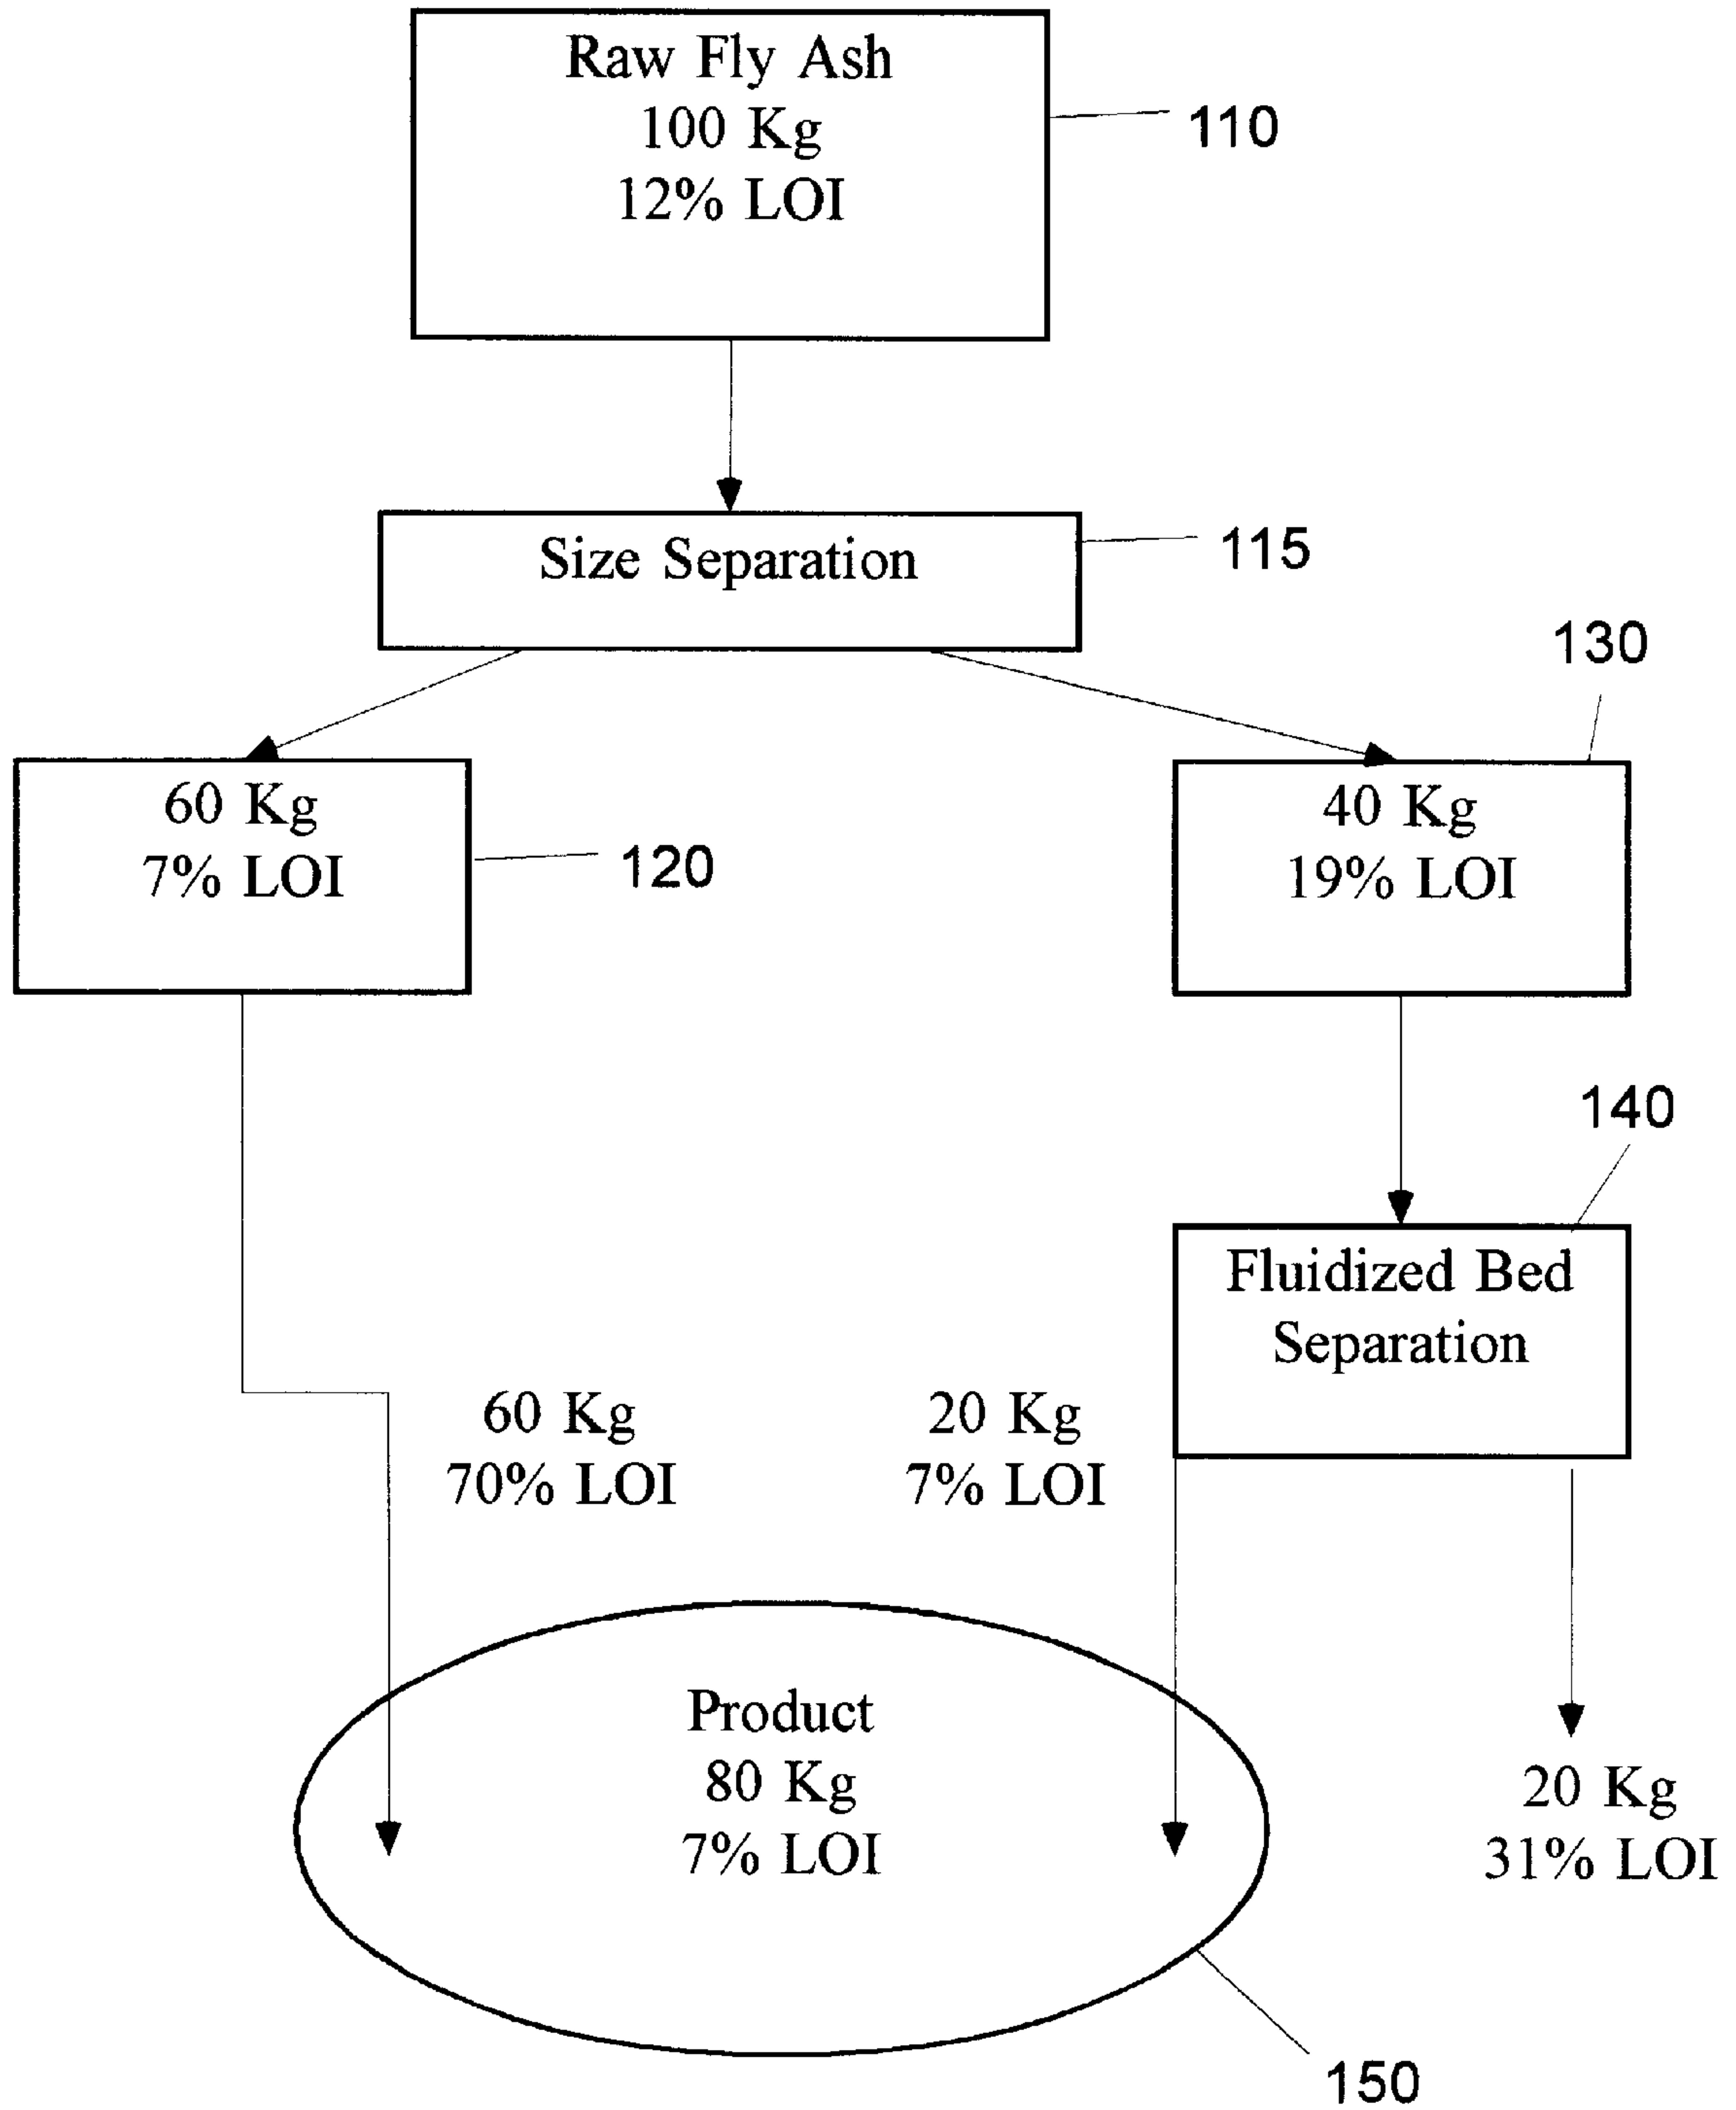 Raw Fly Ash
100 Kg
12% LOI
110
Size Separation
115
130
60 Kg
7% LOI
120
40 Kg
19% LOI
140
Fluidized Bed
Separation
60 Kg
70% LOI
20 Kg
7% LOI
Product
80 Kg
7% LOI
20 Kg
31% LOI
150